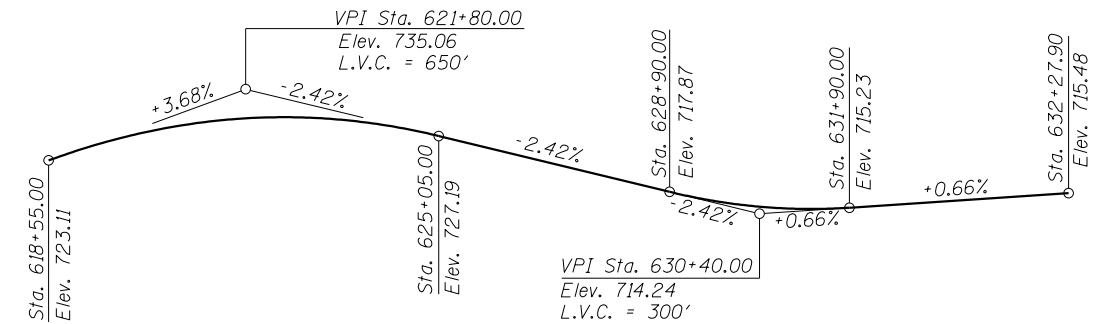 VPI Sta. 621+80.00
Elev. 735.06
L.V.C. = 650'
+3.68%
-2.42%
Sta. 618+55.00
Elev. 723.11
Sta. 625+05.00
Elev. 727.19
-2.42%
Sta. 628+90.00
Elev. 717.87
-2.42%
+0.66%
VPI Sta. 630+40.00
Elev. 714.24
L.V.C. = 300'
Sta. 631+90.00
Elev. 715.23
+0.66%
Sta. 632+27.90
Elev. 715.48